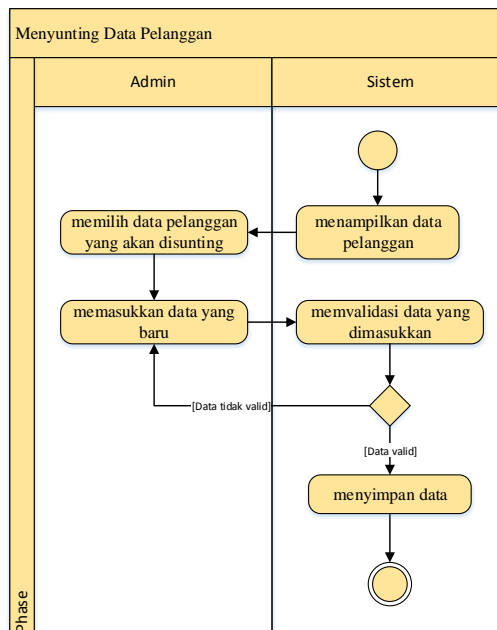 Menyunting Data Pelanggan
Admin
Sistem
menampilkan data
pelanggan
memilih data pelanggan
yang akan disunting
memasukkan data yang
baru
memvalidasi data yang
dimasukkan
[Data tidak valid]
[Data valid]
menyimpan data
Phase